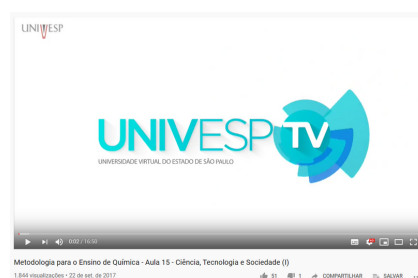 UNIVESP
UNIVESP TV
UNIVERSIDADE VIRTUAL DO ESTADO DE SÃO PAULO
0:02 / 16:50
Metodologia para o Ensino de Química - Aula 15 - Ciência, Tecnologia e Sociedade (I)
1.844 visualizações • 22 de set. de 2017
51 1 COMPARTILHAR SALVAR